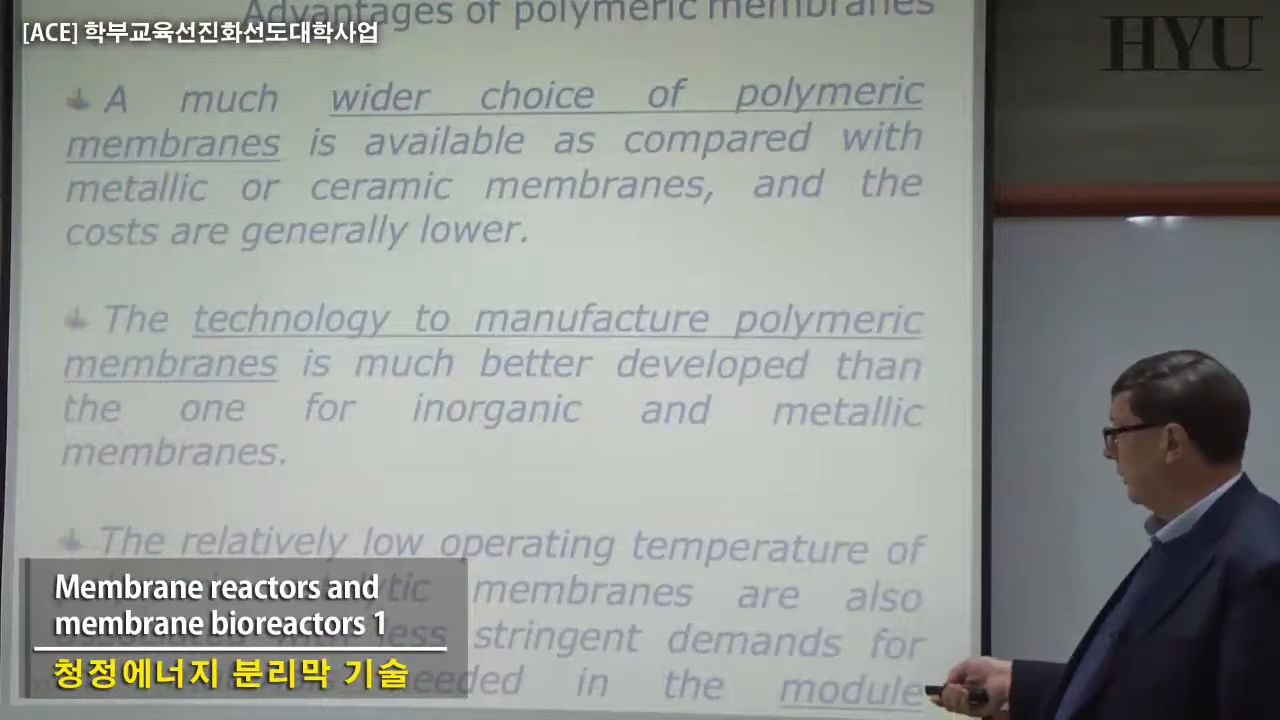 Advantages of polymeric membranes
[ACE] 학부교육선진화선도대학사업
HYU
A much wider choice of polymeric
membranes is available as compared with
metallic or ceramic membranes, and the
costs are generally lower.
The technology to manufacture polymeric
membranes is much better developed than
the one for inorganic and metallic
membranes.
The relatively low operating temperature of
membranes are also
less stringent demands for
needed in the module
Membrane reactors and
membrane bioreactors 1
청정에너지 분리막 기술